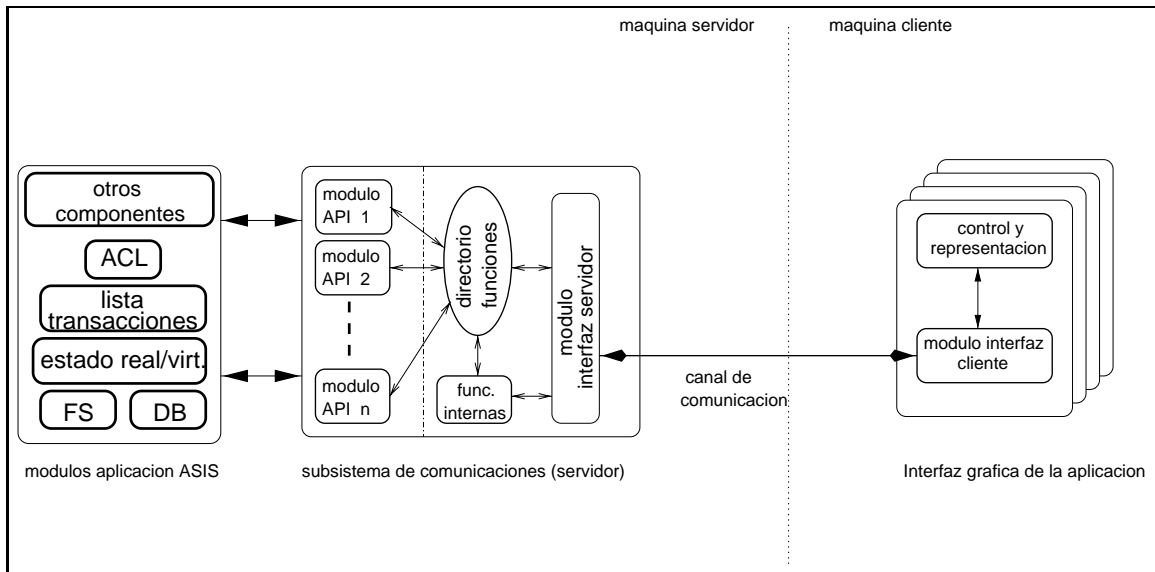 maquina servidor
maquina cliente
otros
componentes
ACL
lista
transacciones
estado real/virt.
FS
DB
modulos aplicacion ASIS
modulo
API 1
modulo
API 2
modulo
API n
directorio
funciones
func.
internas
modulo
interfaz servidor
subsistema de comunicaciones (servidor)
canal de
comunicacion
control y
representacion
modulo interfaz
cliente
Interfaz grafica de la aplicacion